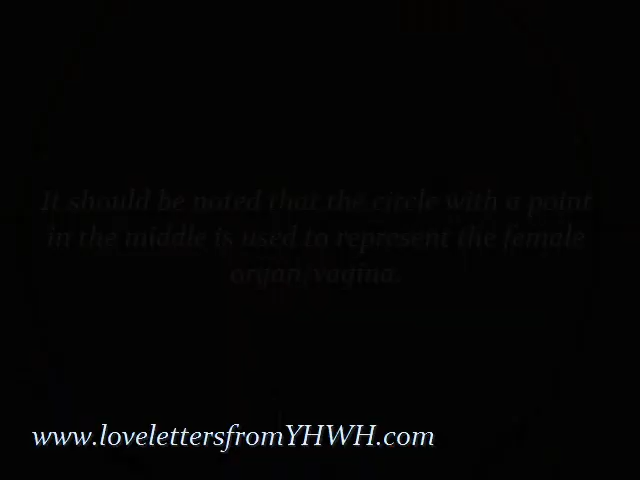 It should be noted that the circle with a point
in the middle is used to represent the female
organ/vagina.
www.lovelettersfromYHWH.com